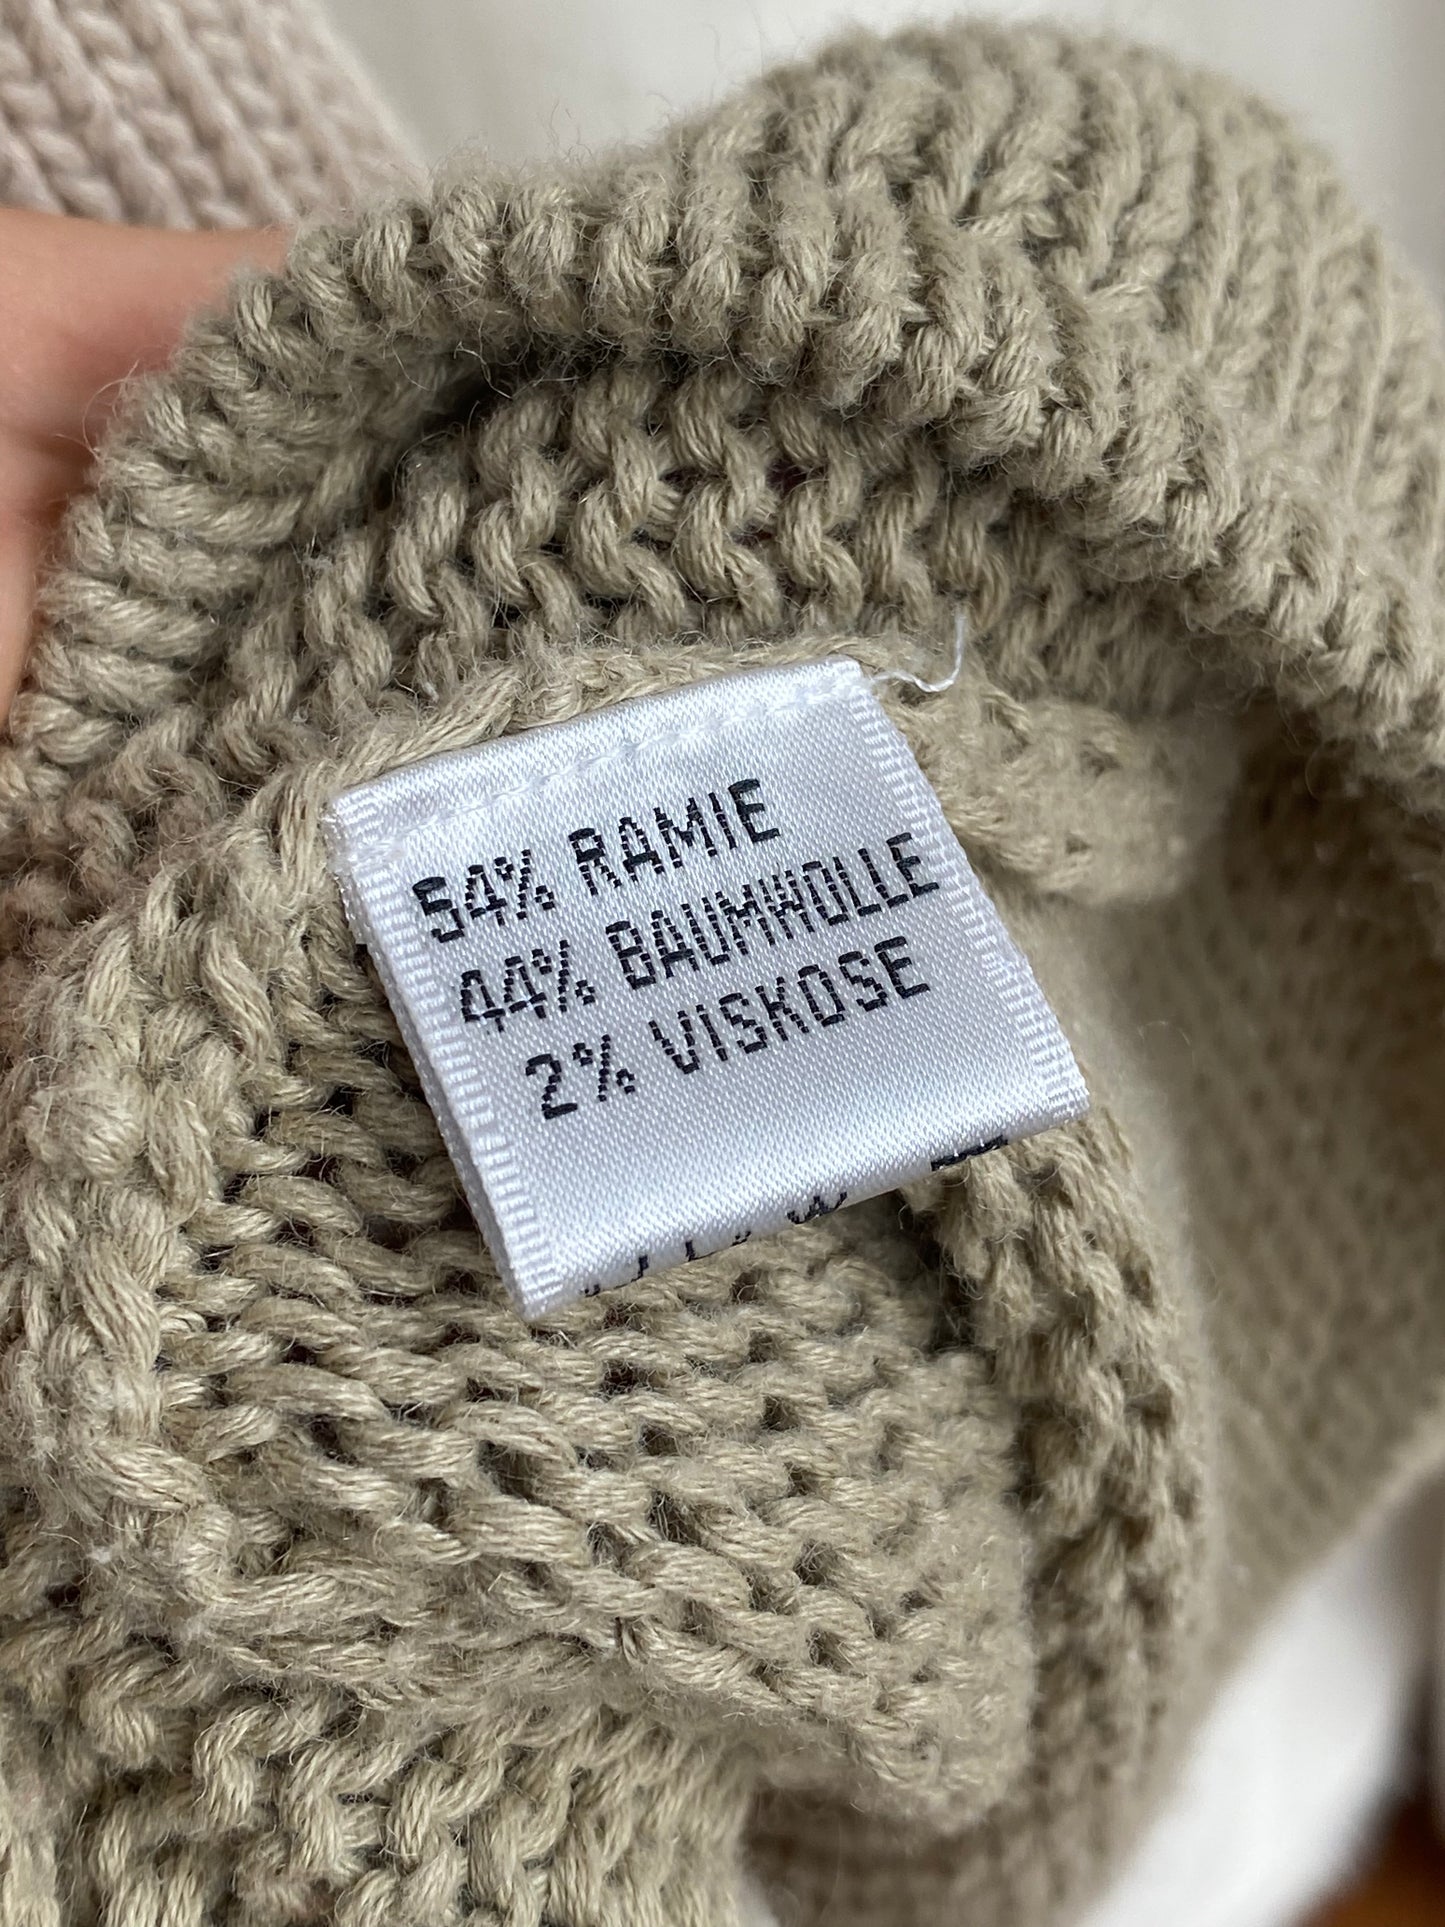 54% RAMIE
44% BAUMWOLLE
2% VISKOSE